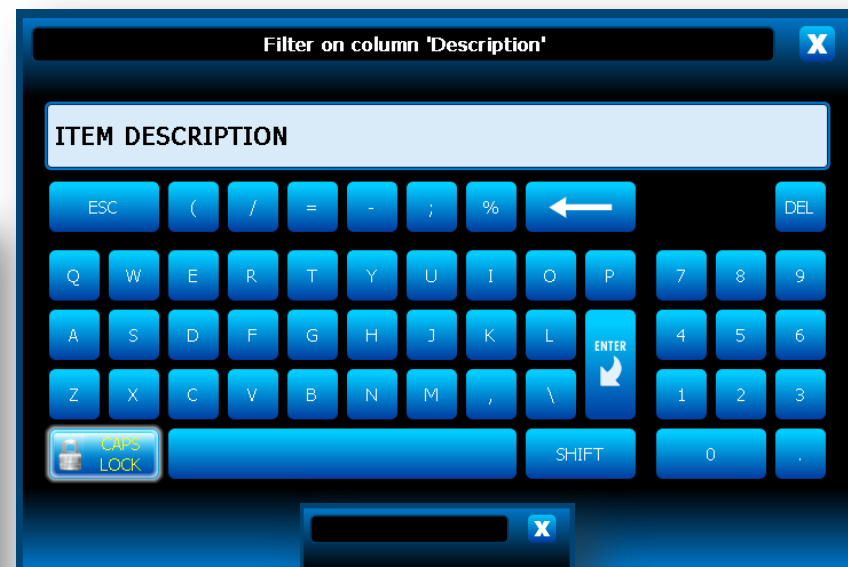 Filter on column 'Description'
X
ITEM DESCRIPTION
ESC ( / = - ; % DEL
Q W E R T Y U I O P 7 8 9
A S D F G H J K L ENTER 4 5 6
Z X C V B N M , \ 1 2 3
CAPS LOCK SHIFT 0 .
X